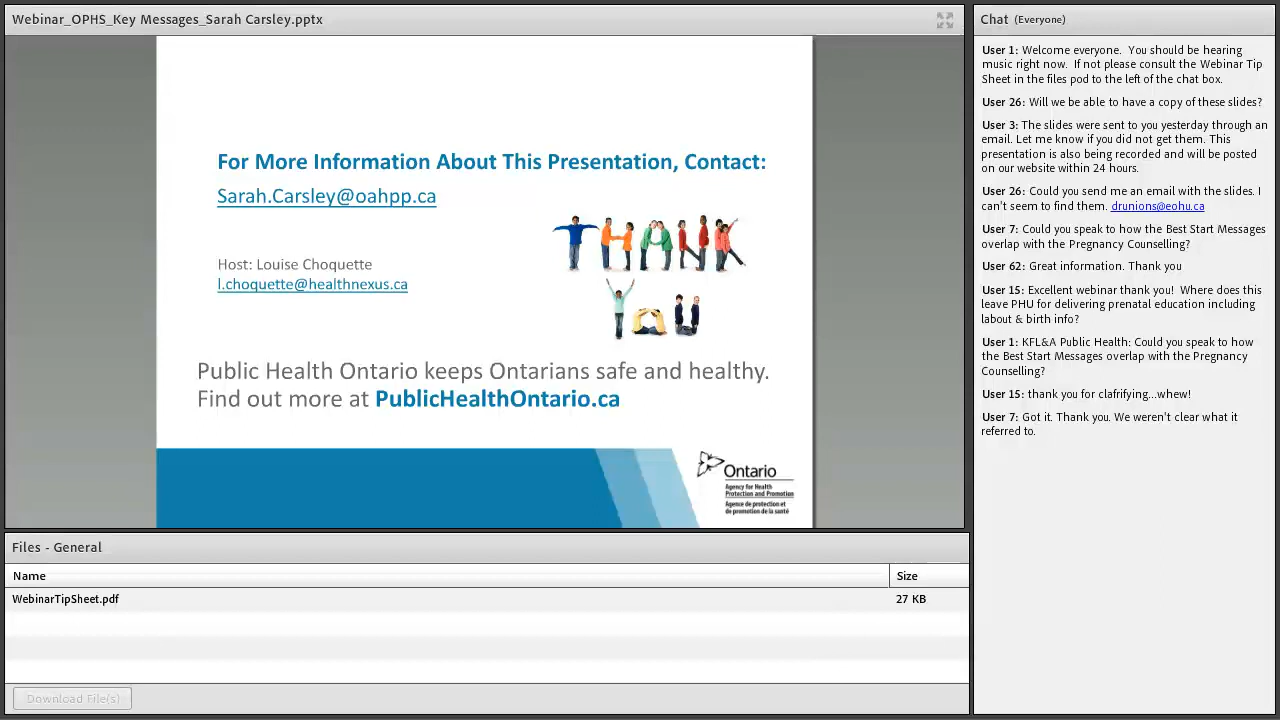 Webinar_OPHS_Key Messages_Sarah Carsley.pptx
For More Information About This Presentation, Contact:
Sarah.Carsley@oahpp.ca
THANK
You
Host: Louise Choquette
l.choquette@healthnexus.ca
Public Health Ontario keeps Ontarians safe and healthy.
Find out more at PublicHealthOntario.ca
Ontario
Agency for Health
Protection and Promotion
Agence de protection et
de promotion de la santé
Files - General
Name Size
WebinarTipSheet.pdf 27 KB
Download File(s)
Chat (Everyone)
User 1: Welcome everyone. You should be hearing
music right now. If not please consult the Webinar Tip
Sheet in the files pod to the left of the chat box.
User 26: Will we be able to have a copy of these slides?
User 3: The slides were sent to you yesterday through an
email. Let me know if you did not get them. This
presentation is also being recorded and will be posted
on our website within 24 hours.
User 26: Could you send me an email with the slides. I
can't seem to find them. drunions@eohu.ca
User 7: Could you speak to how the Best Start Messages
overlap with the Pregnancy Counselling?
User 62: Great information. Thank you
User 15: Excellent webinar thank you! Where does this
leave PHU for delivering prenatal education including
labout & birth info?
User 1: KFL&A Public Health: Could you speak to how
the Best Start Messages overlap with the Pregnancy
Counselling?
User 15: thank you for clafrifying...whew!
User 7: Got it. Thank you. We weren't clear what it
referred to.